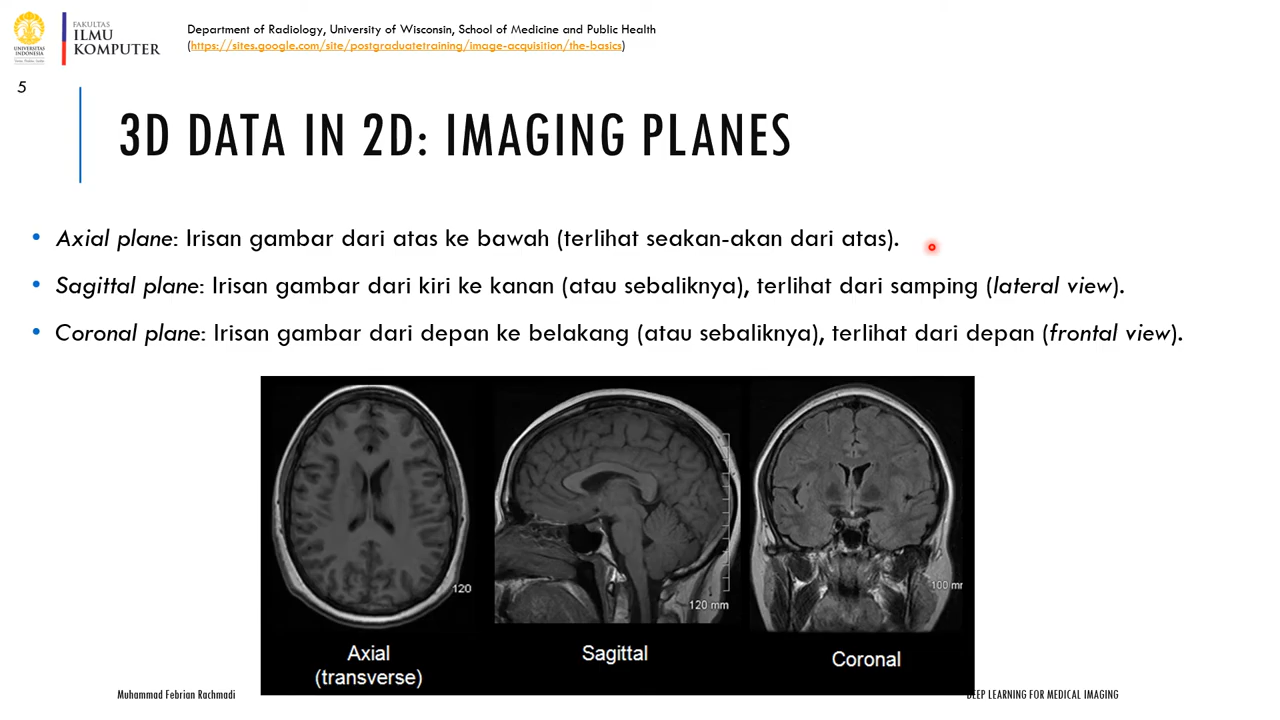 UNIVERSITAS
INDONESIA
FAKULTAS
ILMU
KOMPUTER
Department of Radiology, University of Wisconsin, School of Medicine and Public Health
(https://sites.google.com/site/postgraduatetraining/image-acquisition/the-basics)
5
3D DATA IN 2D: IMAGING PLANES
• Axial plane: Irisan gambar dari atas ke bawah (terlihat seakan-akan dari atas).
• Sagittal plane: Irisan gambar dari kiri ke kanan (atau sebaliknya), terlihat dari samping (lateral view).
• Coronal plane: Irisan gambar dari depan ke belakang (atau sebaliknya), terlihat dari depan (frontal view).
120
120 mm
100 mr
Axial
(transverse)
Sagittal
Coronal
Muhammad Febrian Rachmadi
DEEP LEARNING FOR MEDICAL IMAGING